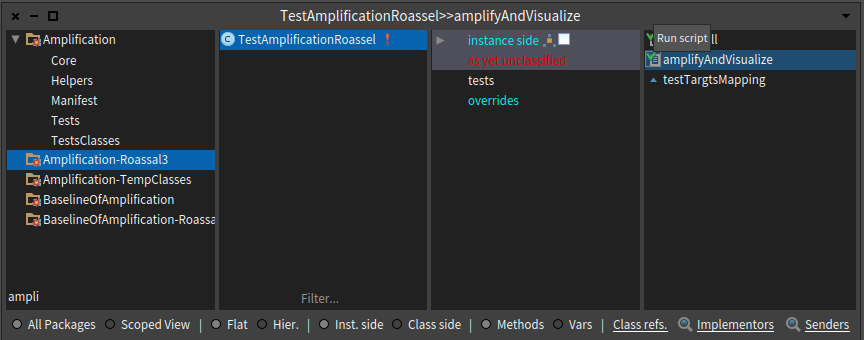 TestAmplificationRoassel>>amplifyAndVisualize
Amplification
Core
Helpers
Manifest
Tests
TestsClasses
Amplification-Roassal3
Amplification-TempClasses
BaselineOfAmplification
BaselineOfAmplification-Roassa
ampli
TestAmplificationRoassel
Filter...
instance side
as yet unclassified
tests
overrides
Run script
ll
amplifyAndVisualize
testTargtsMapping
All Packages Scoped View | Flat Hier. | Inst. side Class side | Methods Vars | Class refs. Implementors Senders